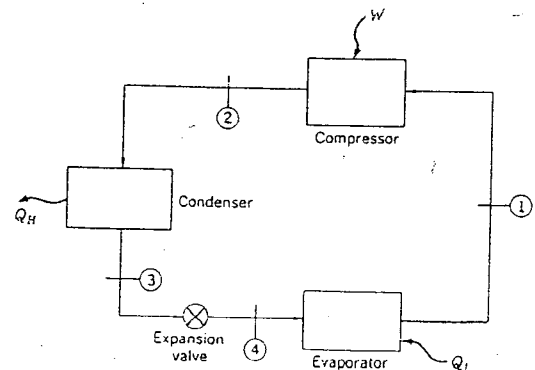 W
②
Compressor
①
Q_H
Condenser
③
Expansion
valve
④
Evaporator
Q_L